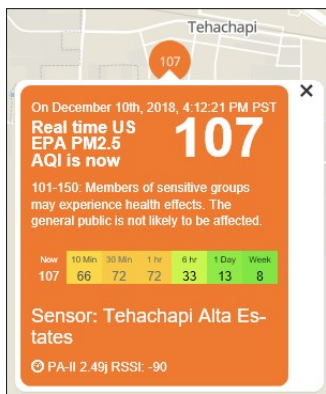 Tehachapi
107
On December 10th, 2018, 4:12:21 PM PST
Real time US
EPA PM2.5
AQI is now
107
101-150: Members of sensitive groups
may experience health effects. The
general public is not likely to be affected.
Now 10 Min 30 Min 1 hr 6 hr 1 Day Week
107 66 72 72 33 13 8
Sensor: Tehachapi Alta Es-
tates
PA-II 2.49j RSSI: -90